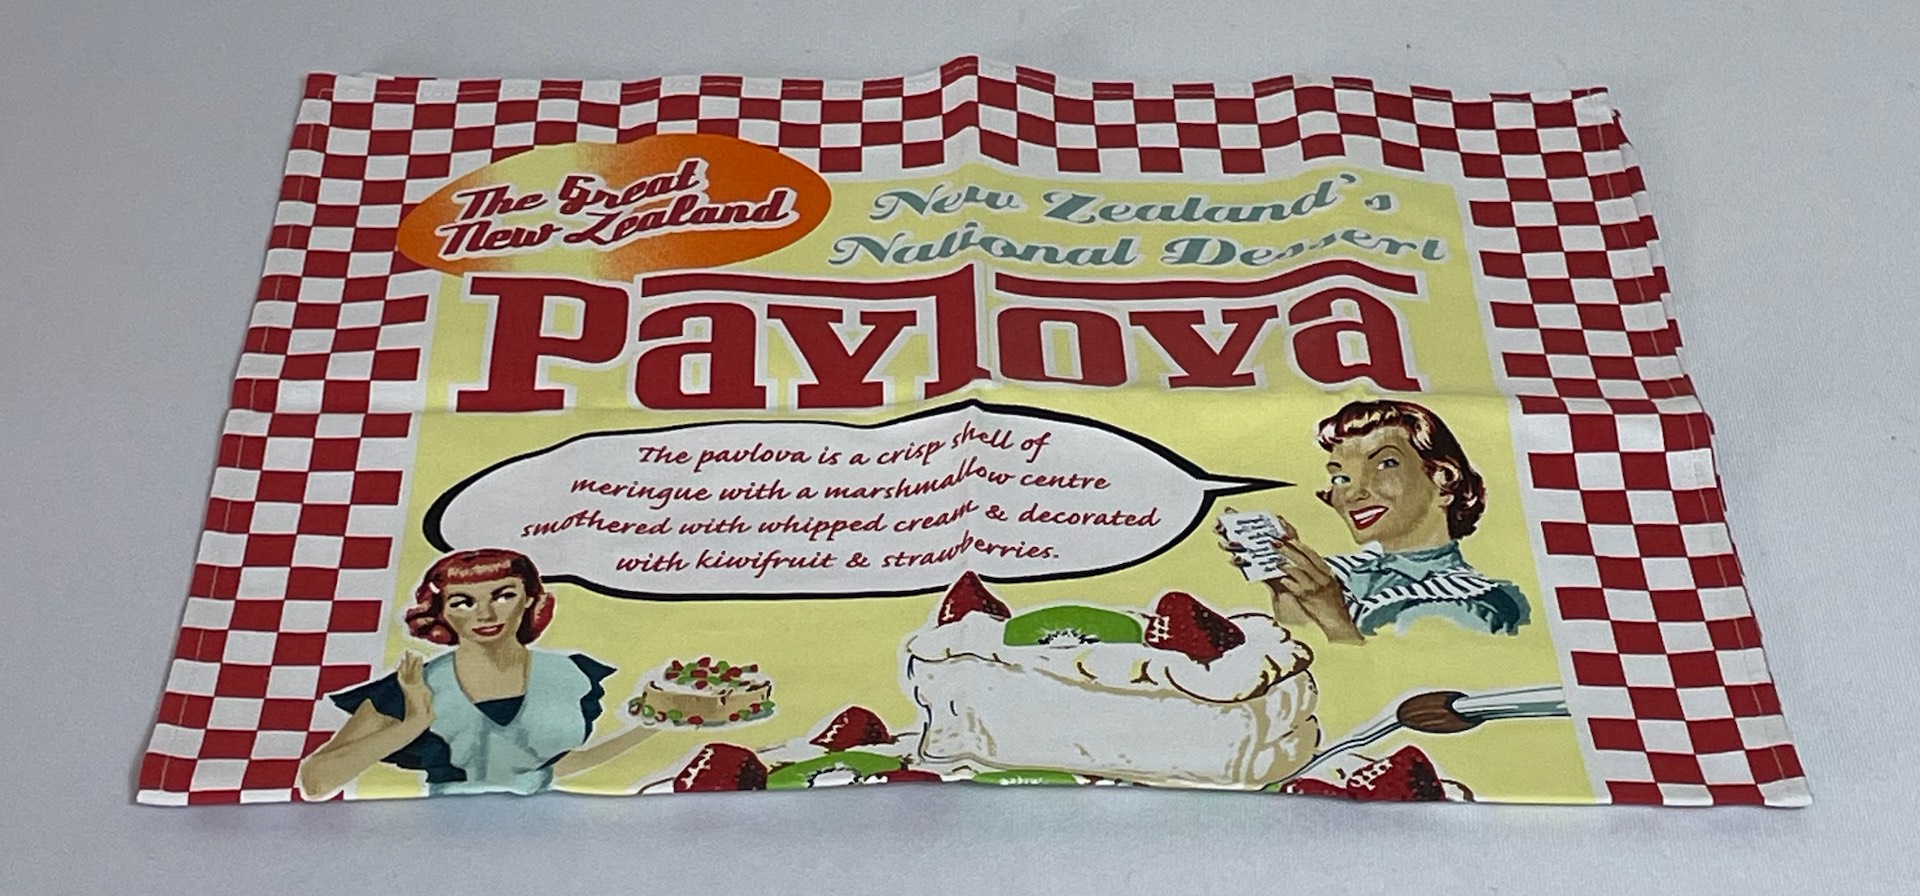 The Great
New Zealand
New Zealand's
National Dessert
Pavlova
The pavlova is a crisp shell of
meringue with a marshmallow centre
smothered with whipped cream & decorated
with kiwifruit & strawberries.